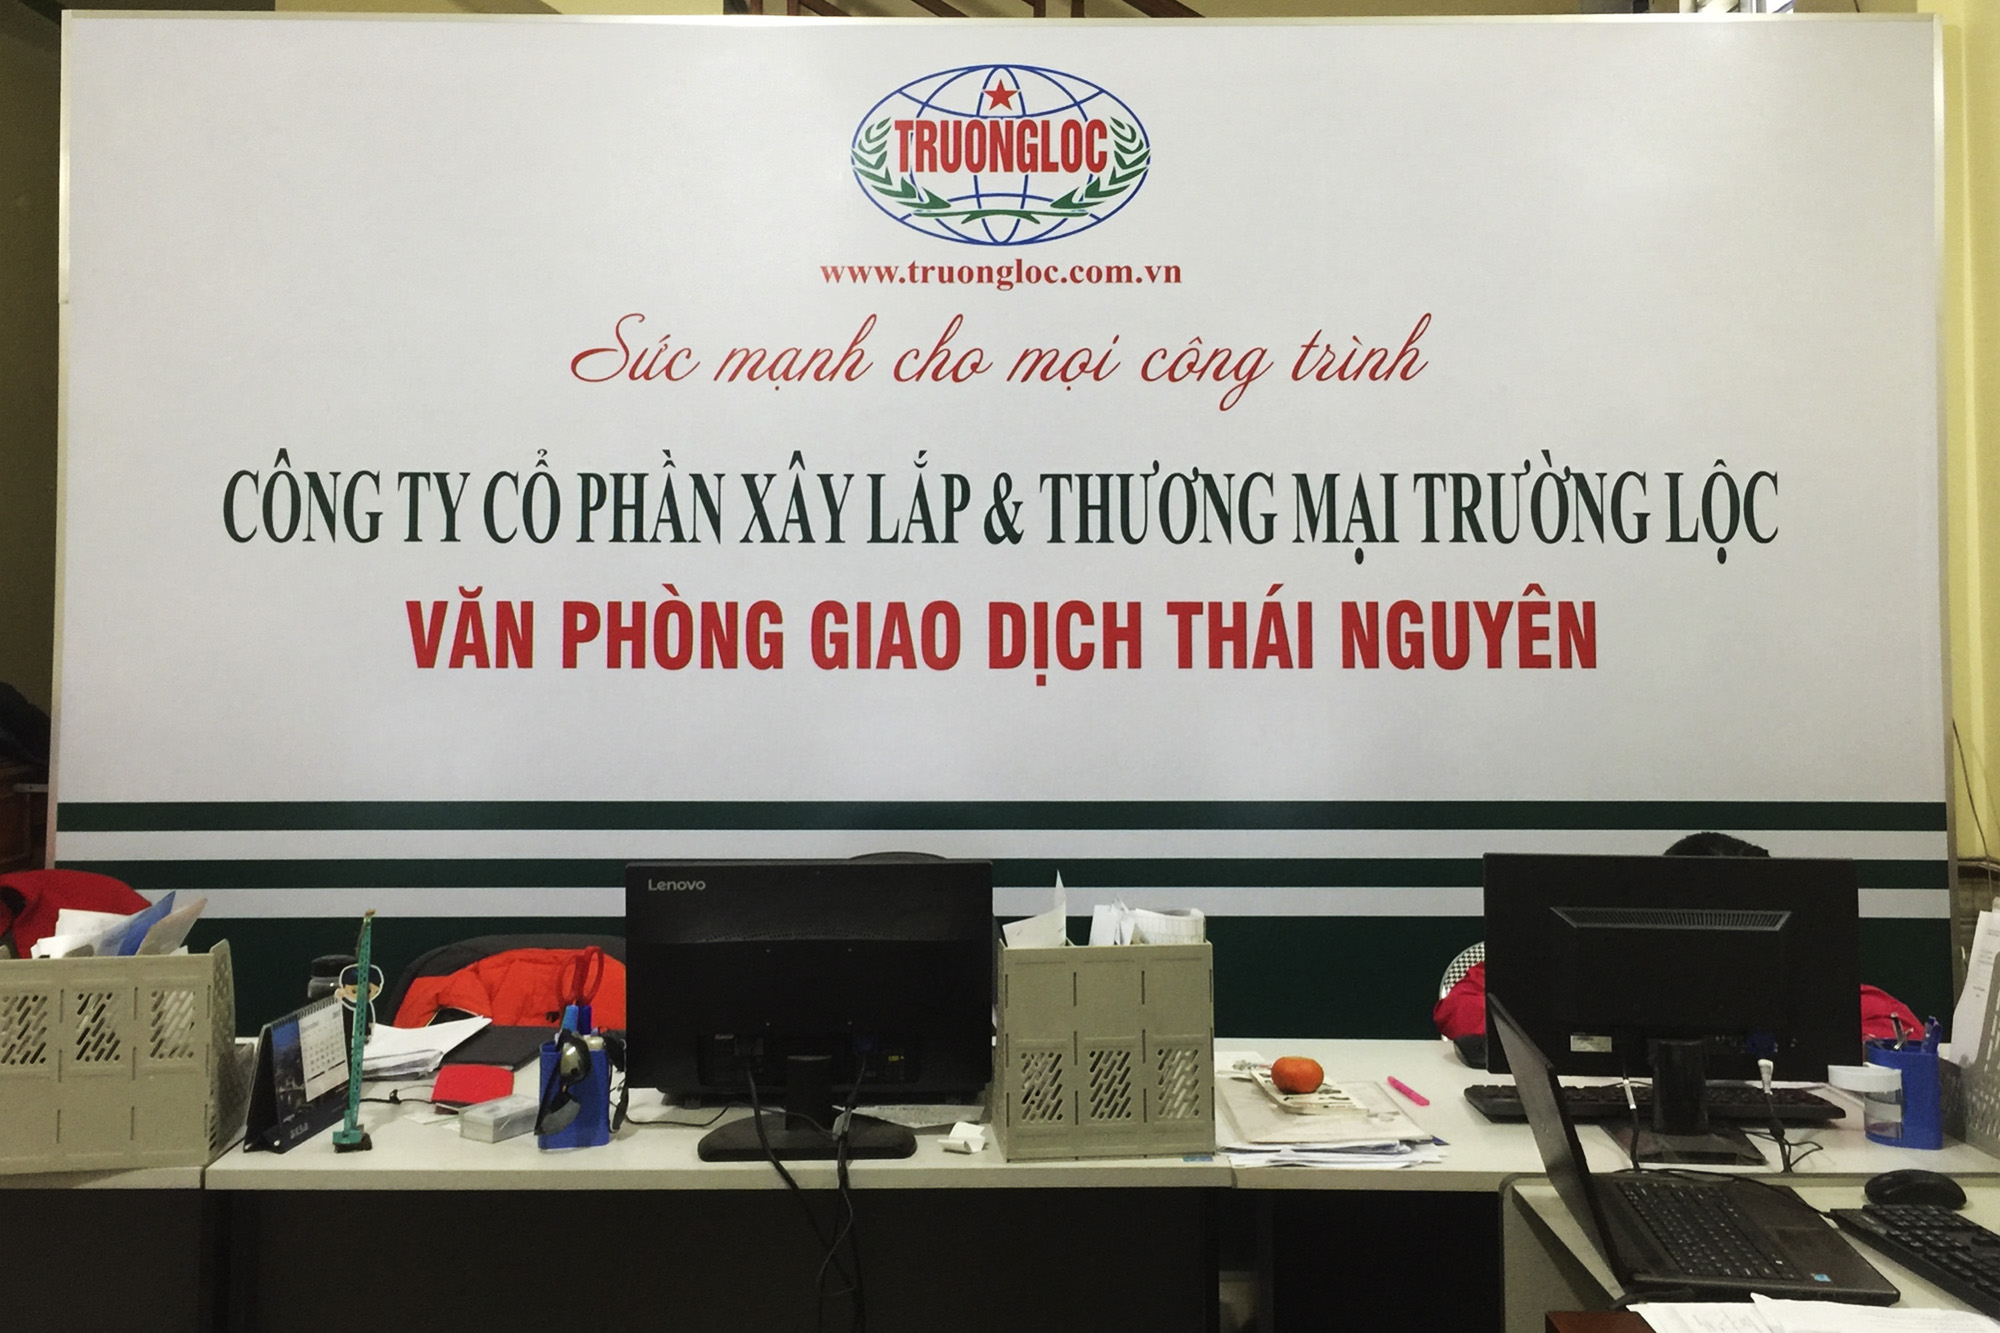 TRUONGLOC
www.truongloc.com.vn
Sức mạnh cho mọi công trình
CÔNG TY CỔ PHẦN XÂY LẮP & THƯƠNG MẠI TRƯỜNG LỘC
VĂN PHÒNG GIAO DỊCH THÁI NGUYÊN
Lenovo